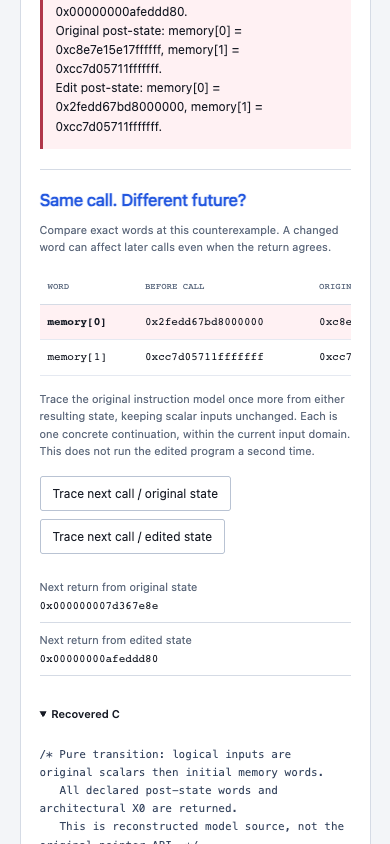 0x00000000afeddd80.
Original post-state: memory[0] =
0xc8e7e15e17ffffff, memory[1] =
0xcc7d05711fffffff.
Edit post-state: memory[0] =
0x2fedd67bd8000000, memory[1] =
0xcc7d05711fffffff.
Same call. Different future?
Compare exact words at this counterexample. A changed
word can affect later calls even when the return agrees.
WORD BEFORE CALL ORIGIN
memory[0] 0x2fedd67bd8000000 0xc8e
memory[1] 0xcc7d05711fffffff 0xcc7
Trace the original instruction model once more from either
resulting state, keeping scalar inputs unchanged. Each is
one concrete continuation, within the current input domain.
This does not run the edited program a second time.
Trace next call / original state
Trace next call / edited state
Next return from original state
0x000000007d367e8e
Next return from edited state
0x00000000afeddd80
▼ Recovered C
/* Pure transition: logical inputs are
original scalars then initial memory words.
All declared post-state words and
architectural X0 are returned.
This is reconstructed model source, not the
original pointer API. */